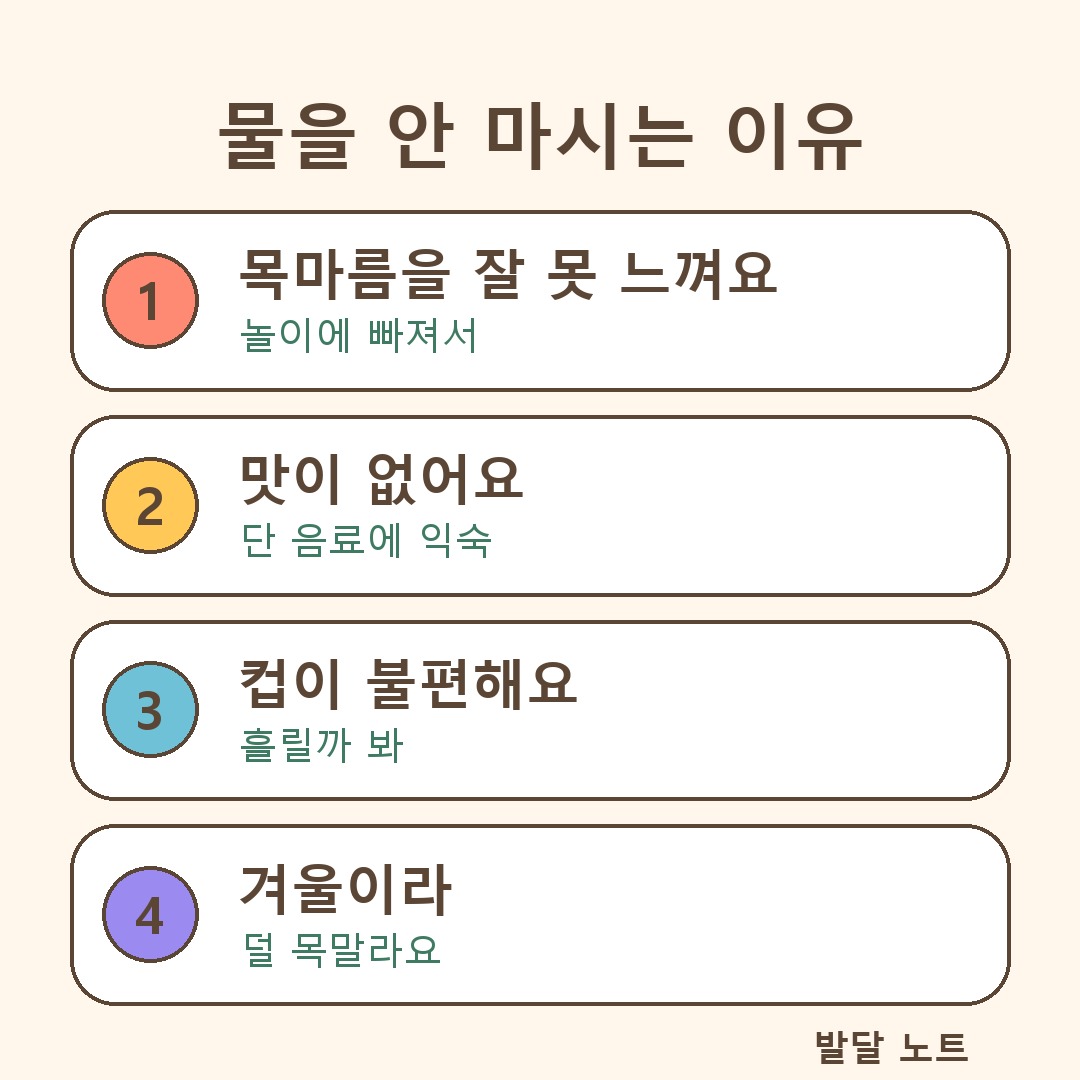 물을 안 마시는 이유
1
목마름을 잘 못 느껴요
놀이에 빠져서
2
맛이 없어요
단 음료에 익숙
3
컵이 불편해요
흘릴까 봐
4
겨울이라
덜 목말라요
발달 노트